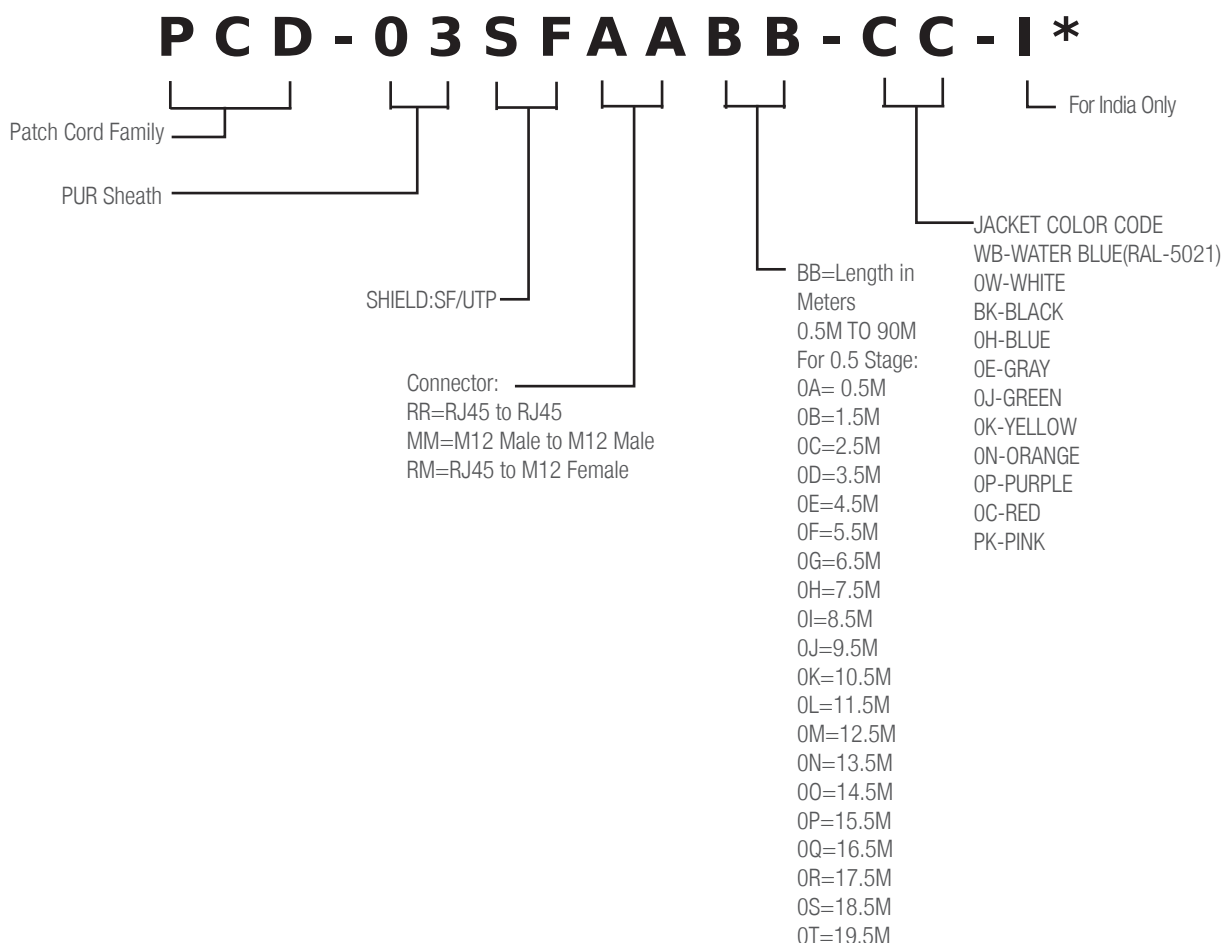 PCD-03SFAABB-CC-I*
For India Only
Patch Cord Family
PUR Sheath
SHIELD:SF/UTP
Connector:
RR=RJ45 to RJ45
MM=M12 Male to M12 Male
RM=RJ45 to M12 Female
BB=Length in
Meters
0.5M TO 90M
For 0.5 Stage:
0A= 0.5M
0B=1.5M
0C=2.5M
0D=3.5M
0E=4.5M
0F=5.5M
0G=6.5M
0H=7.5M
0I=8.5M
0J=9.5M
0K=10.5M
0L=11.5M
0M=12.5M
0N=13.5M
0O=14.5M
0P=15.5M
0Q=16.5M
0R=17.5M
0S=18.5M
0T=19.5M
JACKET COLOR CODE
WB-WATER BLUE(RAL-5021)
0W-WHITE
BK-BLACK
0H-BLUE
0E-GRAY
0J-GREEN
0K-YELLOW
0N-ORANGE
0P-PURPLE
0C-RED
PK-PINK